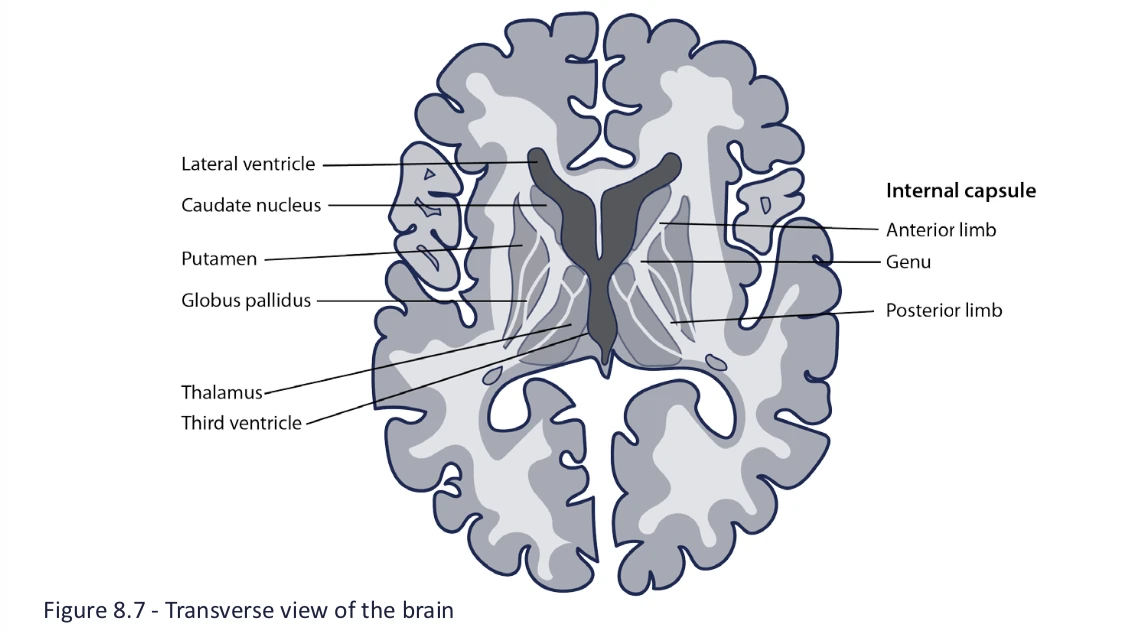 Lateral ventricle
Caudate nucleus
Putamen
Globus pallidus
Thalamus
Third ventricle
Internal capsule
Anterior limb
Genu
Posterior limb
Figure 8.7 - Transverse view of the brain